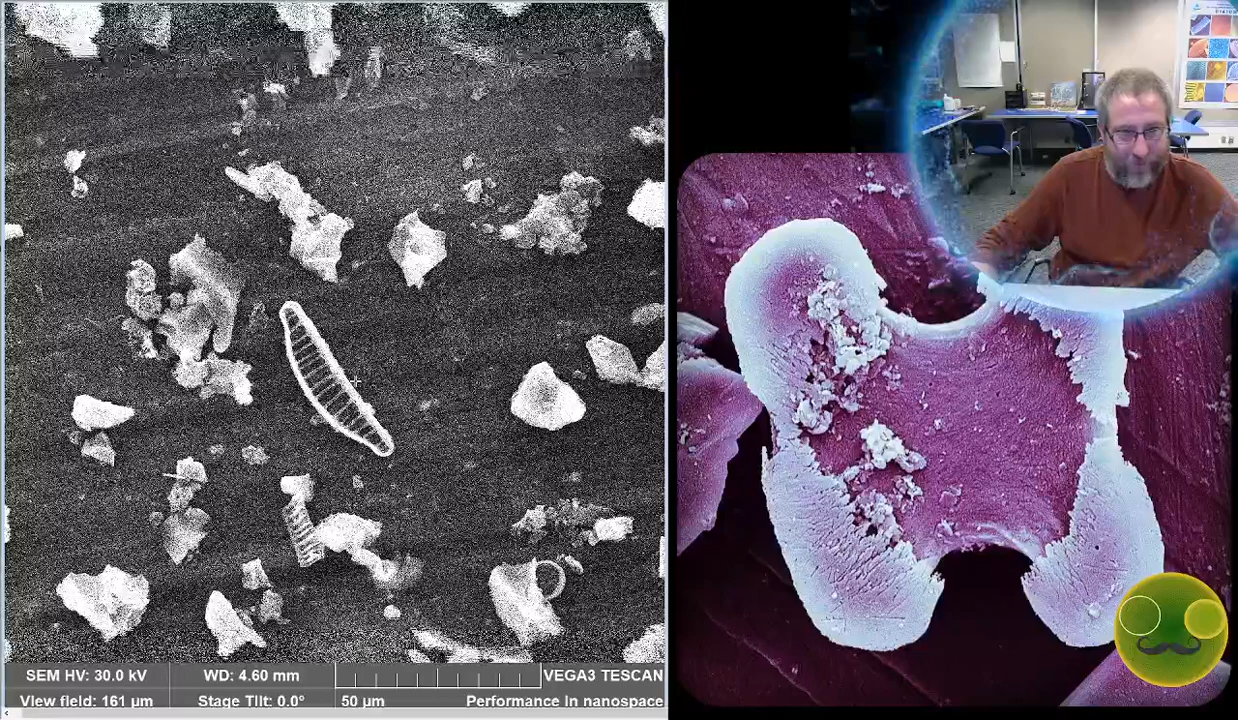 SEM HV: 30.0 kV
WD: 4.60 mm
VEGA3 TESCAN
View field: 161 µm
Stage Tilt: 0.0°
50 µm
Performance in nanospace